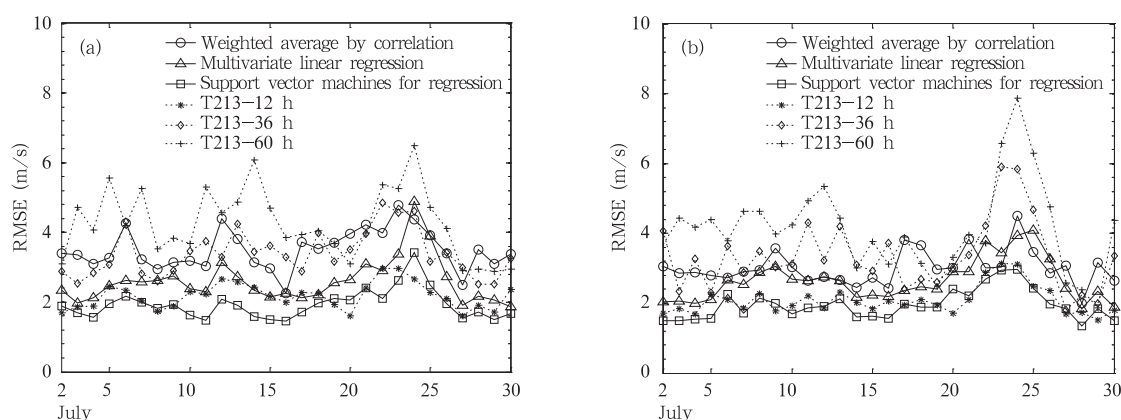 10
8
6
4
2
0
RMSE (m/s)
(a)
Weighted average by correlation
Multivariate linear regression
Support vector machines for regression
T213-12 h
T213-36 h
T213-60 h
2 5 10 15 20 25 30
July
10
8
6
4
2
0
RMSE (m/s)
(b)
Weighted average by correlation
Multivariate linear regression
Support vector machines for regression
T213-12 h
T213-36 h
T213-60 h
2 5 10 15 20 25 30
July